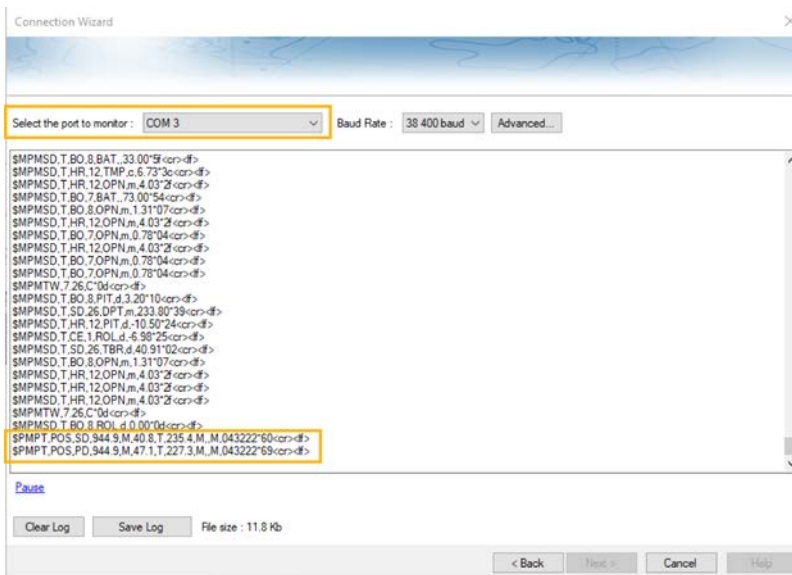 Connection Wizard
Select the port to monitor : COM 3 Baud Rate : 38 400 baud Advanced...
$MPMSD,T,BO,8,BAT,,33.00*5f<cr><lf>
$MPMSD,T,HR,12,TMP,c,6.73*3c<cr><lf>
$MPMSD,T,HR,12,OPN,m,4.03*2f<cr><lf>
$MPMSD,T,BO,7,BAT,,73.00*54<cr><lf>
$MPMSD,T,BO,8,OPN,m,1.31*07<cr><lf>
$MPMSD,T,HR,12,OPN,m,4.03*2f<cr><lf>
$MPMSD,T,BO,7,OPN,m,0.78*04<cr><lf>
$MPMSD,T,HR,12,OPN,m,4.03*2f<cr><lf>
$MPMSD,T,BO,7,OPN,m,0.78*04<cr><lf>
$MPMSD,T,BO,7,OPN,m,0.78*04<cr><lf>
$MPMTW,7.26,C*0d<cr><lf>
$MPMSD,T,BO,8,PIT,d,3.20*10<cr><lf>
$MPMSD,T,SD,26,DPT,m,233.80*39<cr><lf>
$MPMSD,T,HR,12,PIT,d,-10.50*24<cr><lf>
$MPMSD,T,CE,1,ROL,d,-6.98*25<cr><lf>
$MPMSD,T,SD,26,TBR,d,40.91*02<cr><lf>
$MPMSD,T,BO,8,OPN,m,1.31*07<cr><lf>
$MPMSD,T,HR,12,OPN,m,4.03*2f<cr><lf>
$MPMSD,T,HR,12,OPN,m,4.03*2f<cr><lf>
$MPMTW,7.26,C*0d<cr><lf>
$MPMSD,T,BO,8,ROL,d,0.00*0d<cr><lf>
$PMPT,POS,SD,944.9,M,40.8,T,235.4,M,,M,043222*60<cr><lf>
$PMPT,POS,PD,944.9,M,47.1,T,227.3,M,,M,043222*69<cr><lf>
Pause
Clear Log Save Log File size : 11.8 Kb
< Back Next > Cancel Help